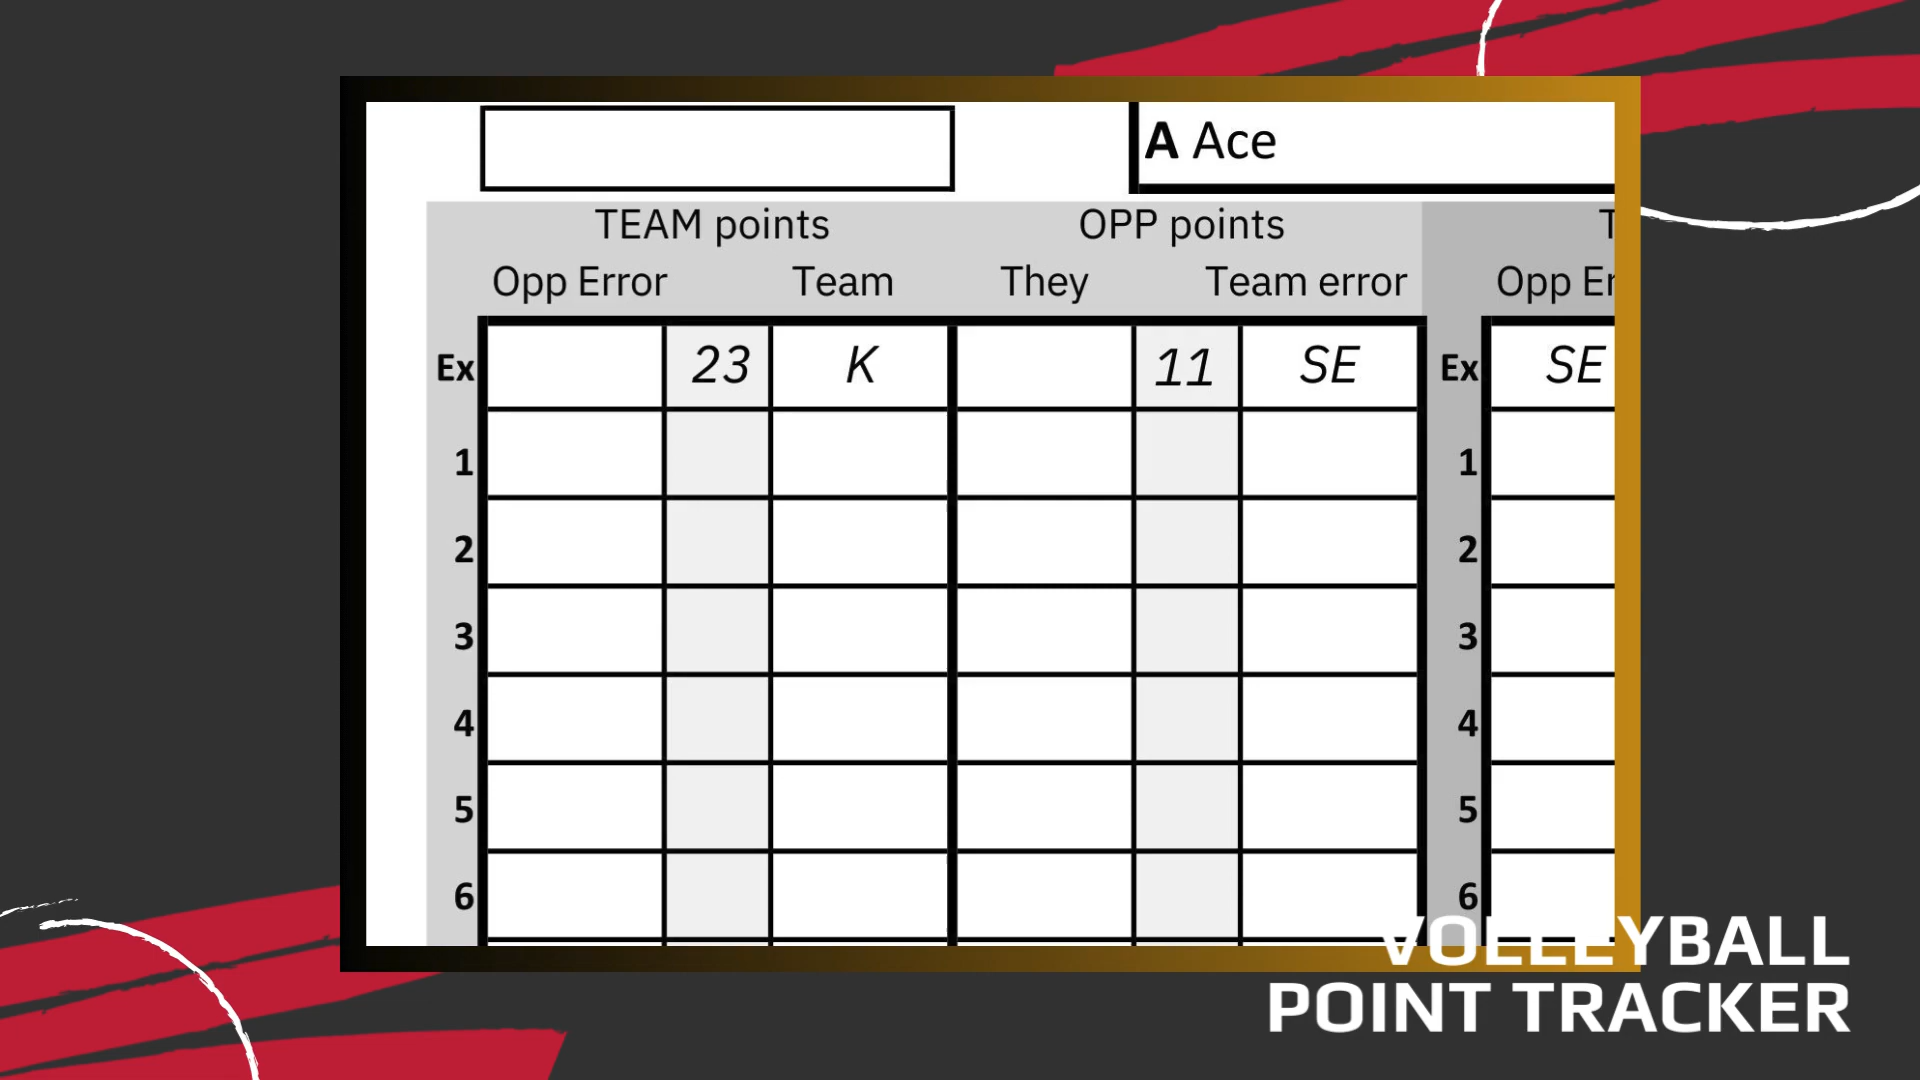 A Ace
TEAM points OPP points T
Opp Error Team They Team error Opp Er
Ex 23 K 11 SE Ex SE
1 1
2 2
3 3
4 4
5 5
6 6
VOLLEYBALL
POINT TRACKER